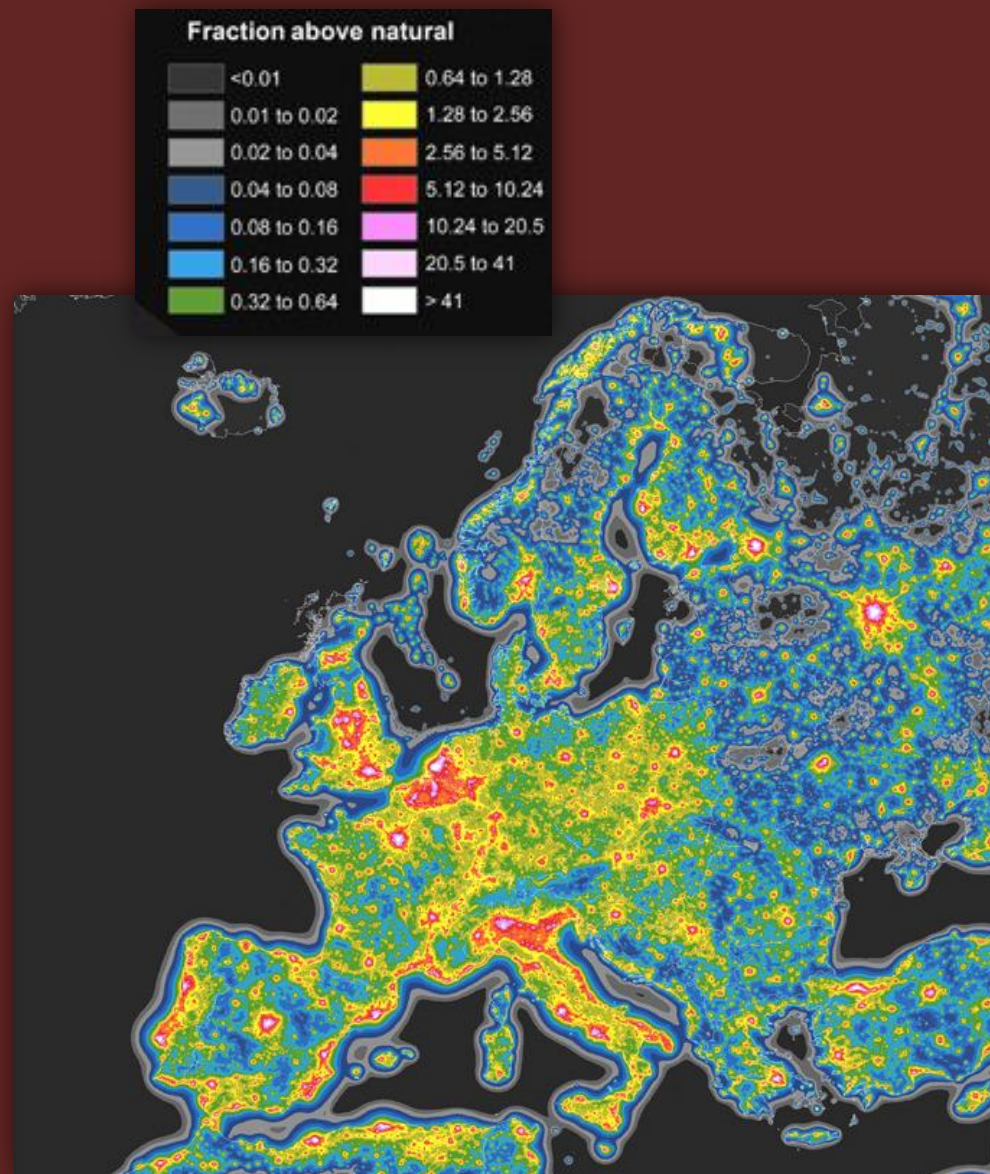 Fraction above natural
<0.01
0.01 to 0.02
0.02 to 0.04
0.04 to 0.08
0.08 to 0.16
0.16 to 0.32
0.32 to 0.64
0.64 to 1.28
1.28 to 2.56
2.56 to 5.12
5.12 to 10.24
10.24 to 20.5
20.5 to 41
> 41